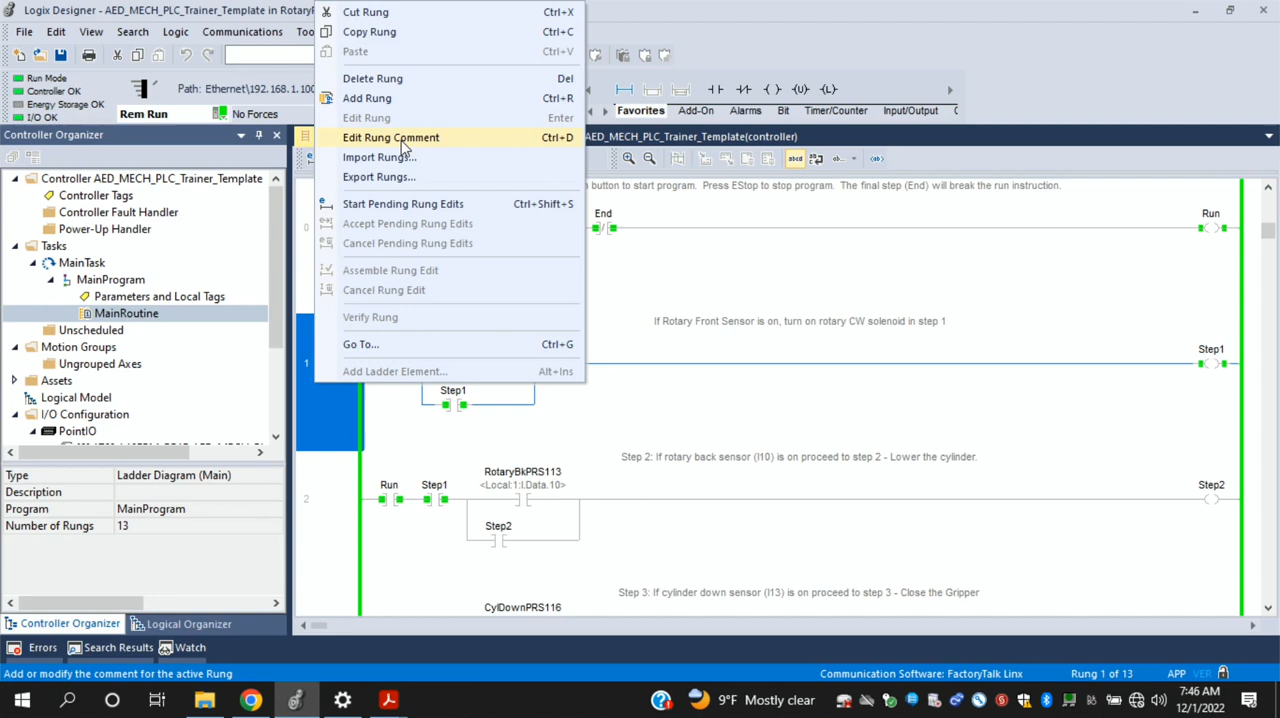 Logix Designer - AED_MECH_PLC_Trainer_Template in RotaryP
File Edit View Search Logic Communications Too
Run Mode
Controller OK
Energy Storage OK
I/O OK
Path: Ethernet\192.168.1.100
Rem Run No Forces
Favorites Add-On Alarms Bit Timer/Counter Input/Output
Controller Organizer
AED_MECH_PLC_Trainer_Template(controller)
Controller AED_MECH_PLC_Trainer_Template
Controller Tags
Controller Fault Handler
Power-Up Handler
Tasks
MainTask
MainProgram
Parameters and Local Tags
MainRoutine
Unscheduled
Motion Groups
Ungrouped Axes
Assets
Logical Model
I/O Configuration
PointIO
Type Ladder Diagram (Main)
Description
Program MainProgram
Number of Rungs 13
Controller Organizer Logical Organizer
Cut Rung Ctrl+X
Copy Rung Ctrl+C
Paste Ctrl+V
Delete Rung Del
Add Rung Ctrl+R
Edit Rung Enter
Edit Rung Comment Ctrl+D
Import Rungs...
Export Rungs...
Start Pending Rung Edits Ctrl+Shift+S
Accept Pending Rung Edits
Cancel Pending Rung Edits
Assemble Rung Edit
Cancel Rung Edit
Verify Rung
Go To... Ctrl+G
Add Ladder Element... Alt+Ins
button to start program. Press EStop to stop program. The final step (End) will break the run instruction.
0
End
Run
If Rotary Front Sensor is on, turn on rotary CW solenoid in step 1
1
Step1
Step1
Step 2: If rotary back sensor (I10) is on proceed to step 2 - Lower the cylinder.
2
Run Step1 RotaryBkPRS113
<Local:1:I.Data.10>
Step2
Step2
Step 3: If cylinder down sensor (I13) is on proceed to step 3 - Close the Gripper
CylDownPRS116
Errors Search Results Watch
Add or modify the comment for the active Rung
Communication Software: FactoryTalk Linx Rung 1 of 13 APP VER
9°F Mostly clear
7:46 AM
12/1/2022